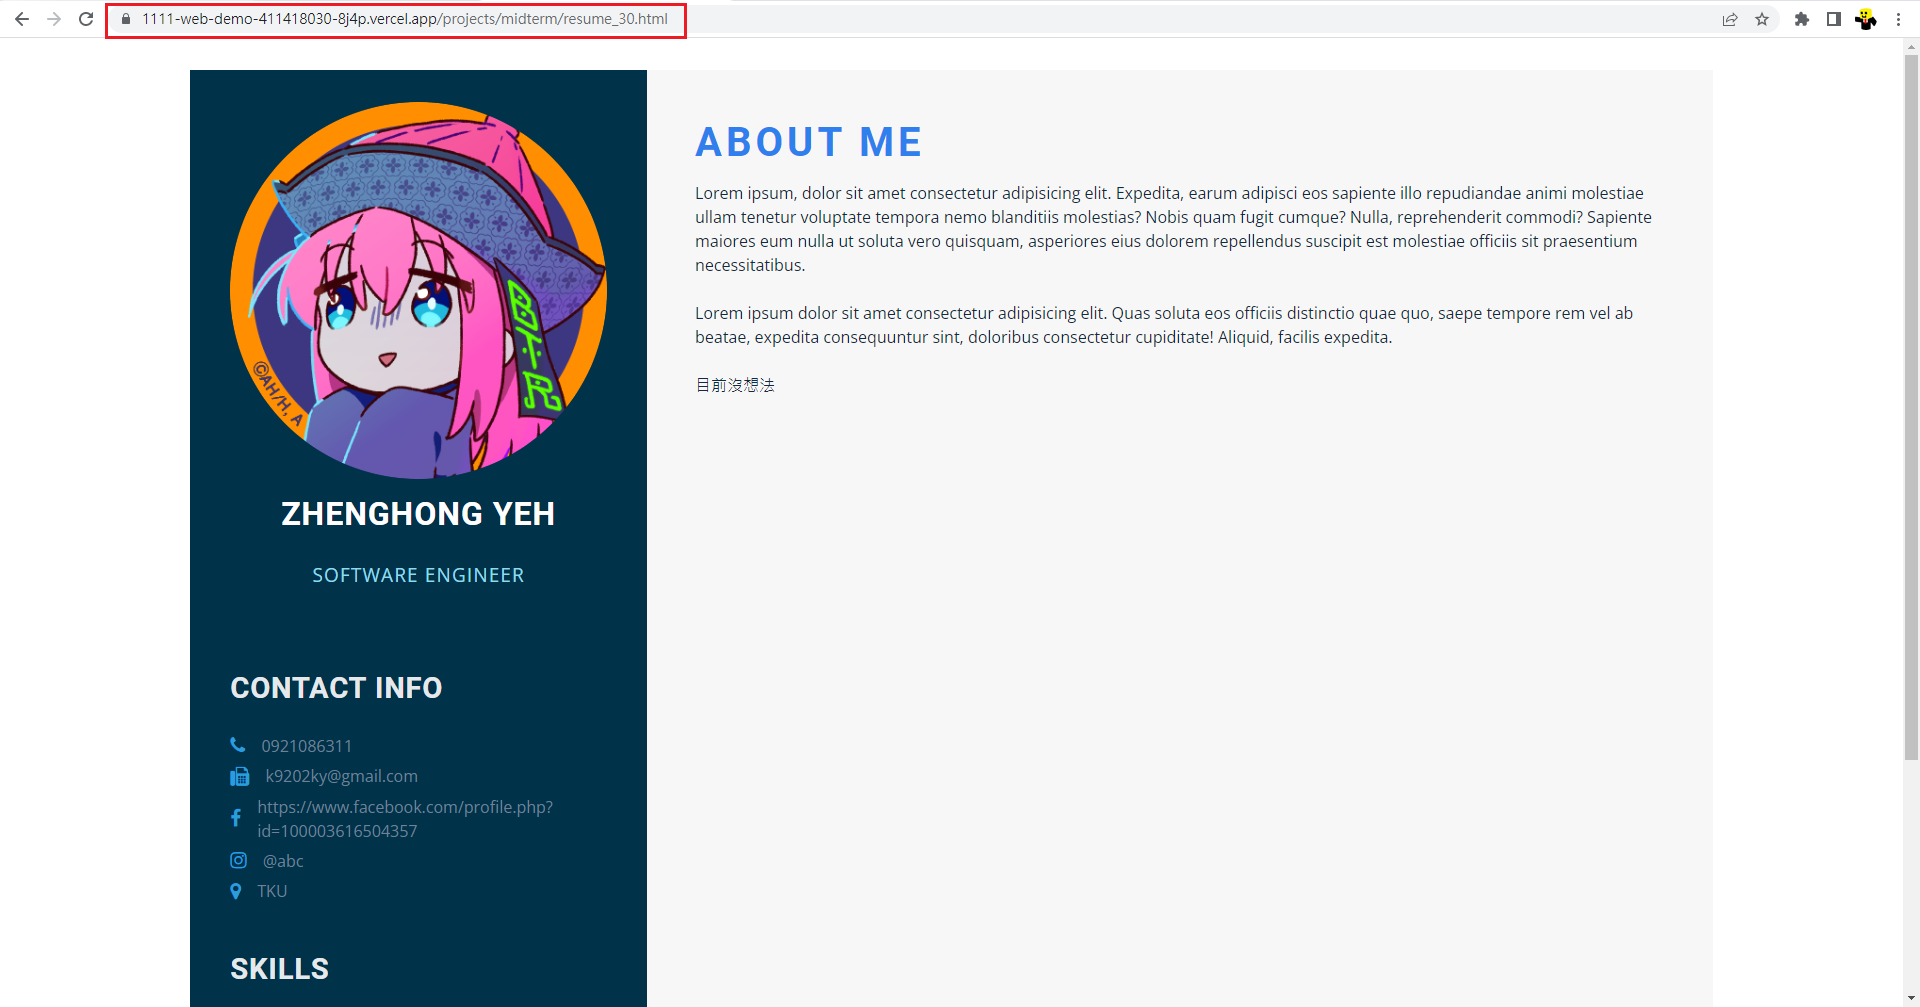 1111-web-demo-411418030-8j4p.vercel.app/projects/midterm/resume_30.html
©AH/H, A
ZHENGHONG YEH
SOFTWARE ENGINEER
CONTACT INFO
0921086311
k9202ky@gmail.com
https://www.facebook.com/profile.php?
id=100003616504357
@abc
TKU
SKILLS
ABOUT ME
Lorem ipsum, dolor sit amet consectetur adipisicing elit. Expedita, earum adipisci eos sapiente illo repudiandae animi molestiae
ullam tenetur voluptate tempora nemo blanditiis molestias? Nobis quam fugit cumque? Nulla, reprehenderit commodi? Sapiente
maiores eum nulla ut soluta vero quisquam, asperiores eius dolorem repellendus suscipit est molestiae officiis sit praesentium
necessitatibus.
Lorem ipsum dolor sit amet consectetur adipisicing elit. Quas soluta eos officiis distinctio quae quo, saepe tempore rem vel ab
beatae, expedita consequuntur sint, doloribus consectetur cupiditate! Aliquid, facilis expedita.
目前沒想法